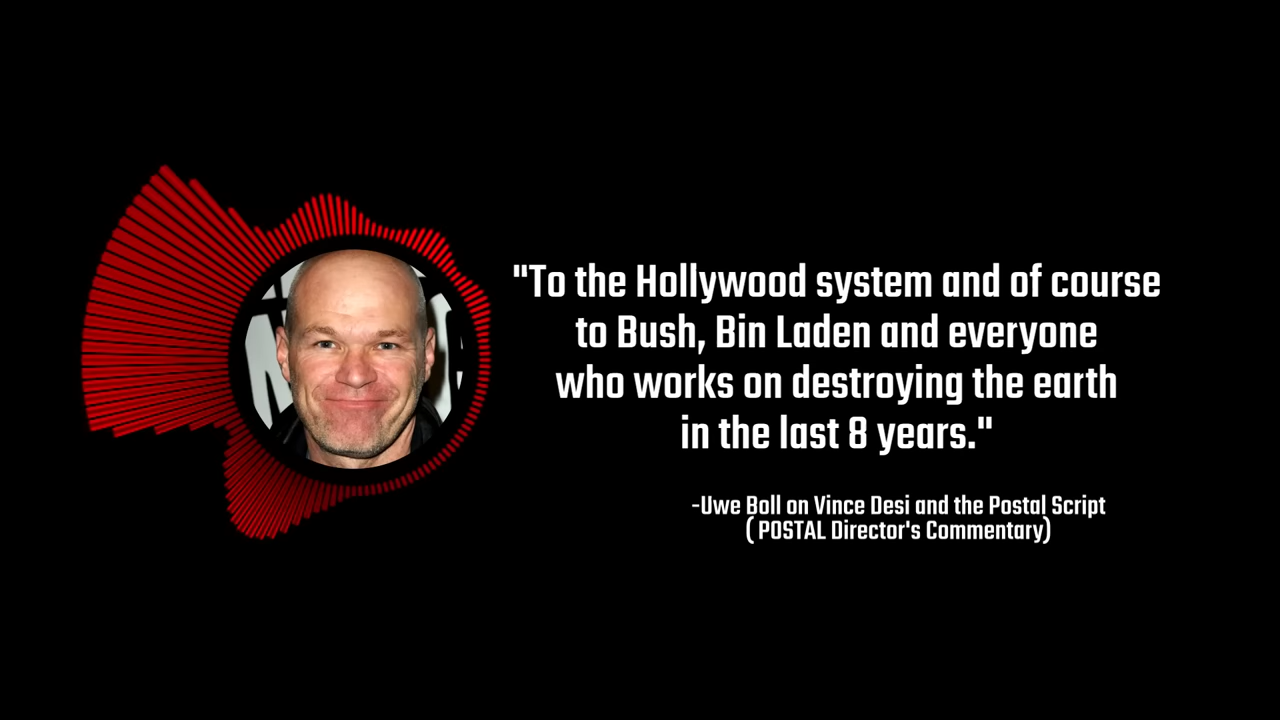 "To the Hollywood system and of course
to Bush, Bin Laden and everyone
who works on destroying the earth
in the last 8 years."
-Uwe Boll on Vince Desi and the Postal Script
( POSTAL Director's Commentary)